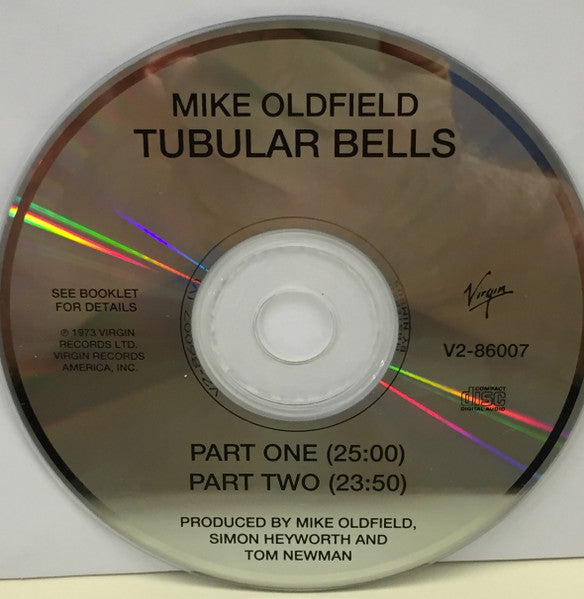 MIKE OLDFIELD
TUBULAR BELLS
SEE BOOKLET
FOR DETAILS
℗ 1973 VIRGIN
RECORDS LTD.
VIRGIN RECORDS
AMERICA, INC.
Virgin
V2-86007
COMPACT
disc
DIGITAL AUDIO
PART ONE (25:00)
PART TWO (23:50)
PRODUCED BY MIKE OLDFIELD,
SIMON HEYWORTH AND
TOM NEWMAN